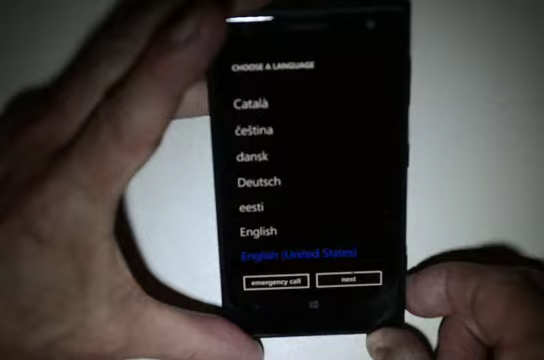 CHOOSE A LANGUAGE
Català
čeština
dansk
Deutsch
eesti
English
English (United States)
emergency call next